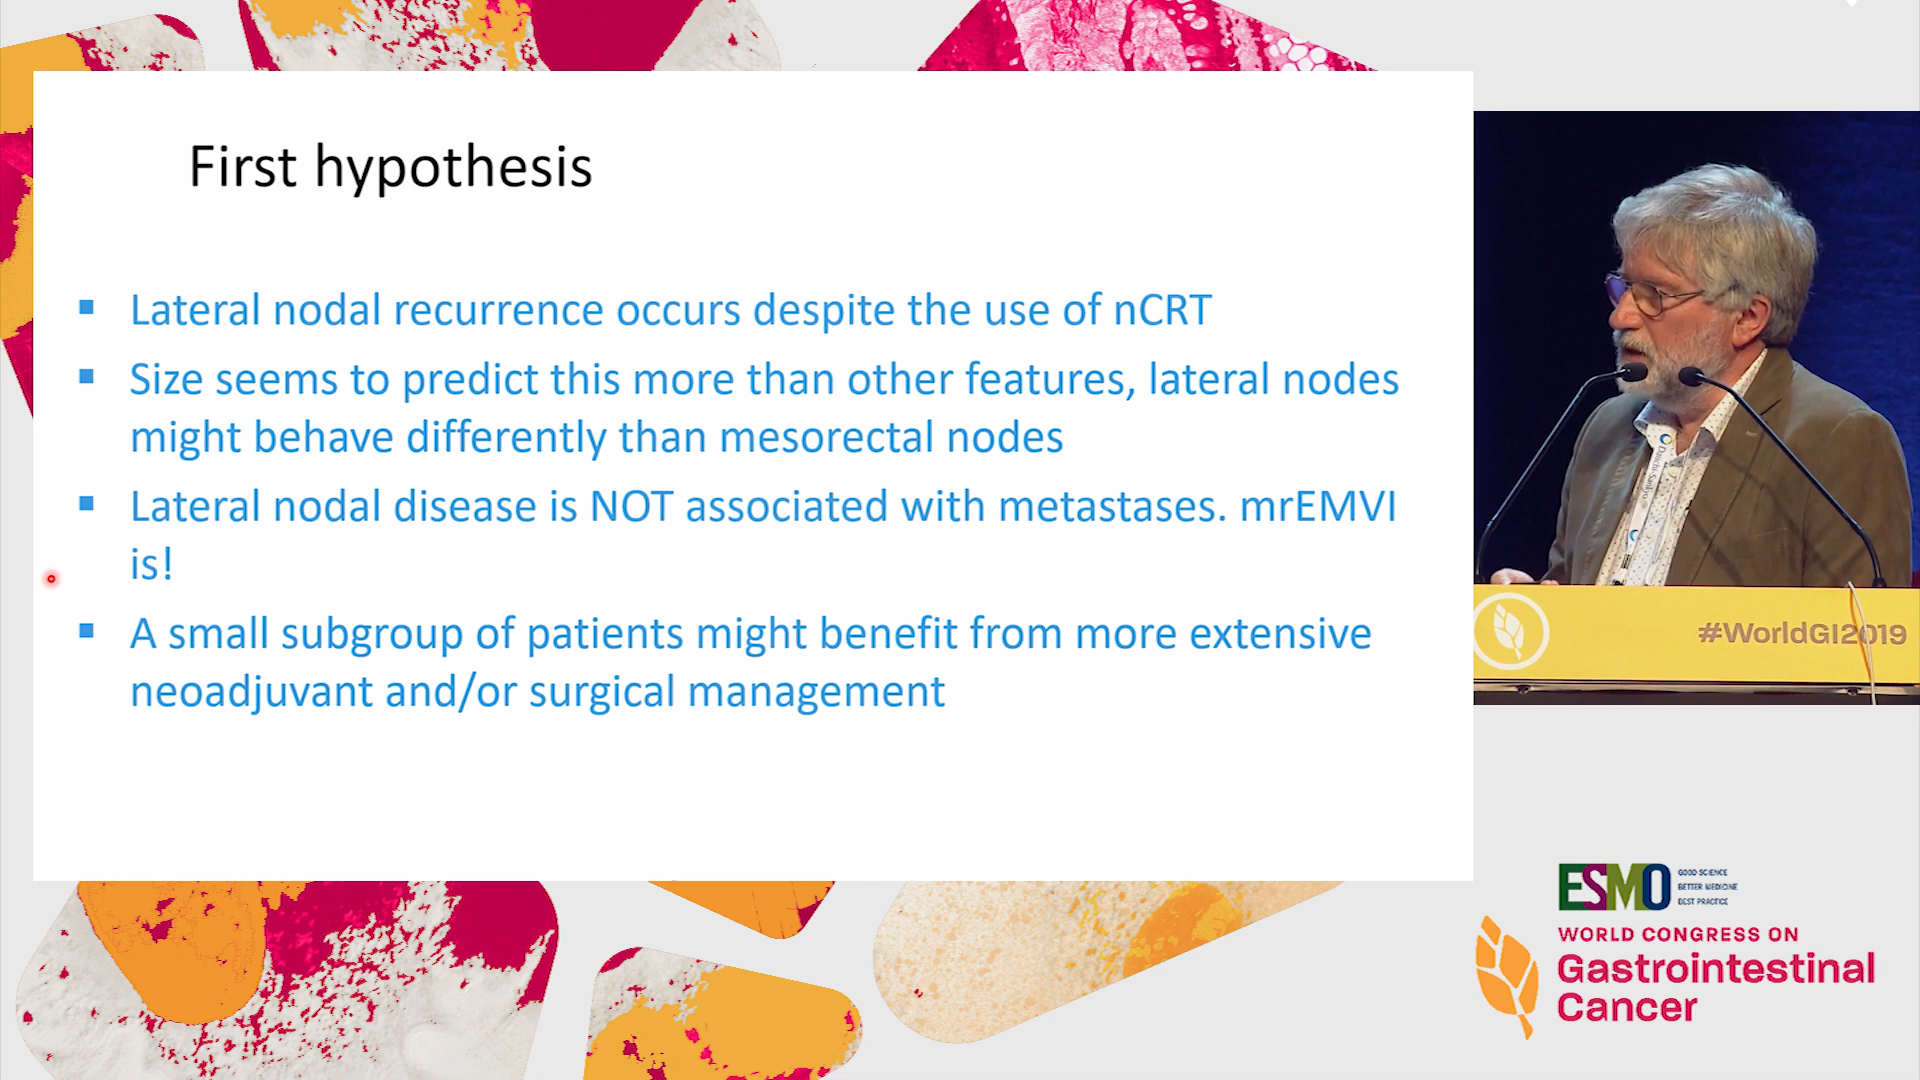 First hypothesis
Lateral nodal recurrence occurs despite the use of nCRT
Size seems to predict this more than other features, lateral nodes
might behave differently than mesorectal nodes
Lateral nodal disease is NOT associated with metastases. mrEMVI
is!
A small subgroup of patients might benefit from more extensive
neoadjuvant and/or surgical management
Daiichi-Sankyo
#WorldGI2019
ESMO
GOOD SCIENCE
BETTER MEDICINE
BEST PRACTICE
WORLD CONGRESS ON
Gastrointestinal
Cancer